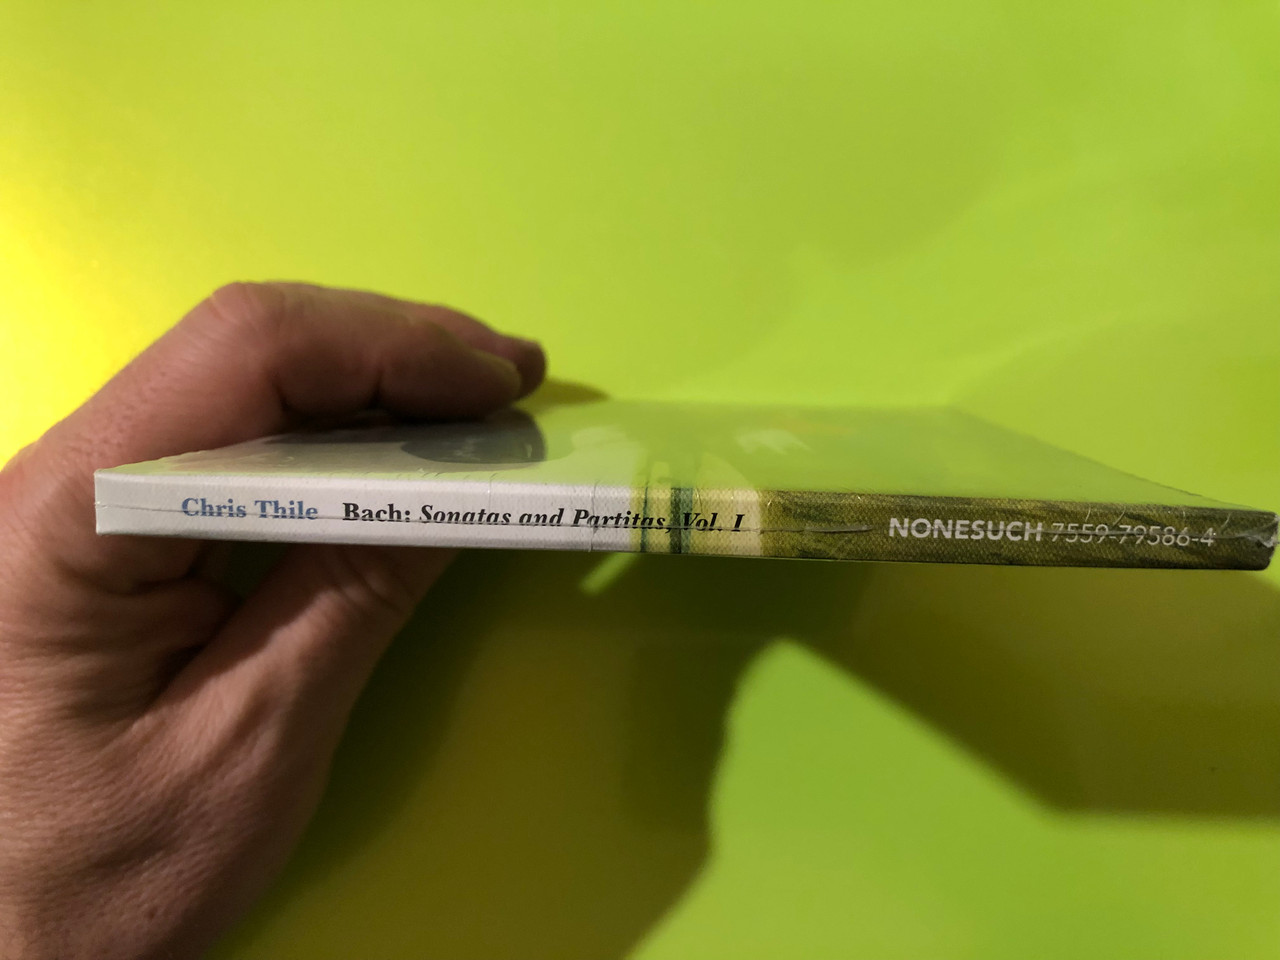 Chris Thile Bach: Sonatas and Partitas, Vol. I NONESUCH 7559-79586-4